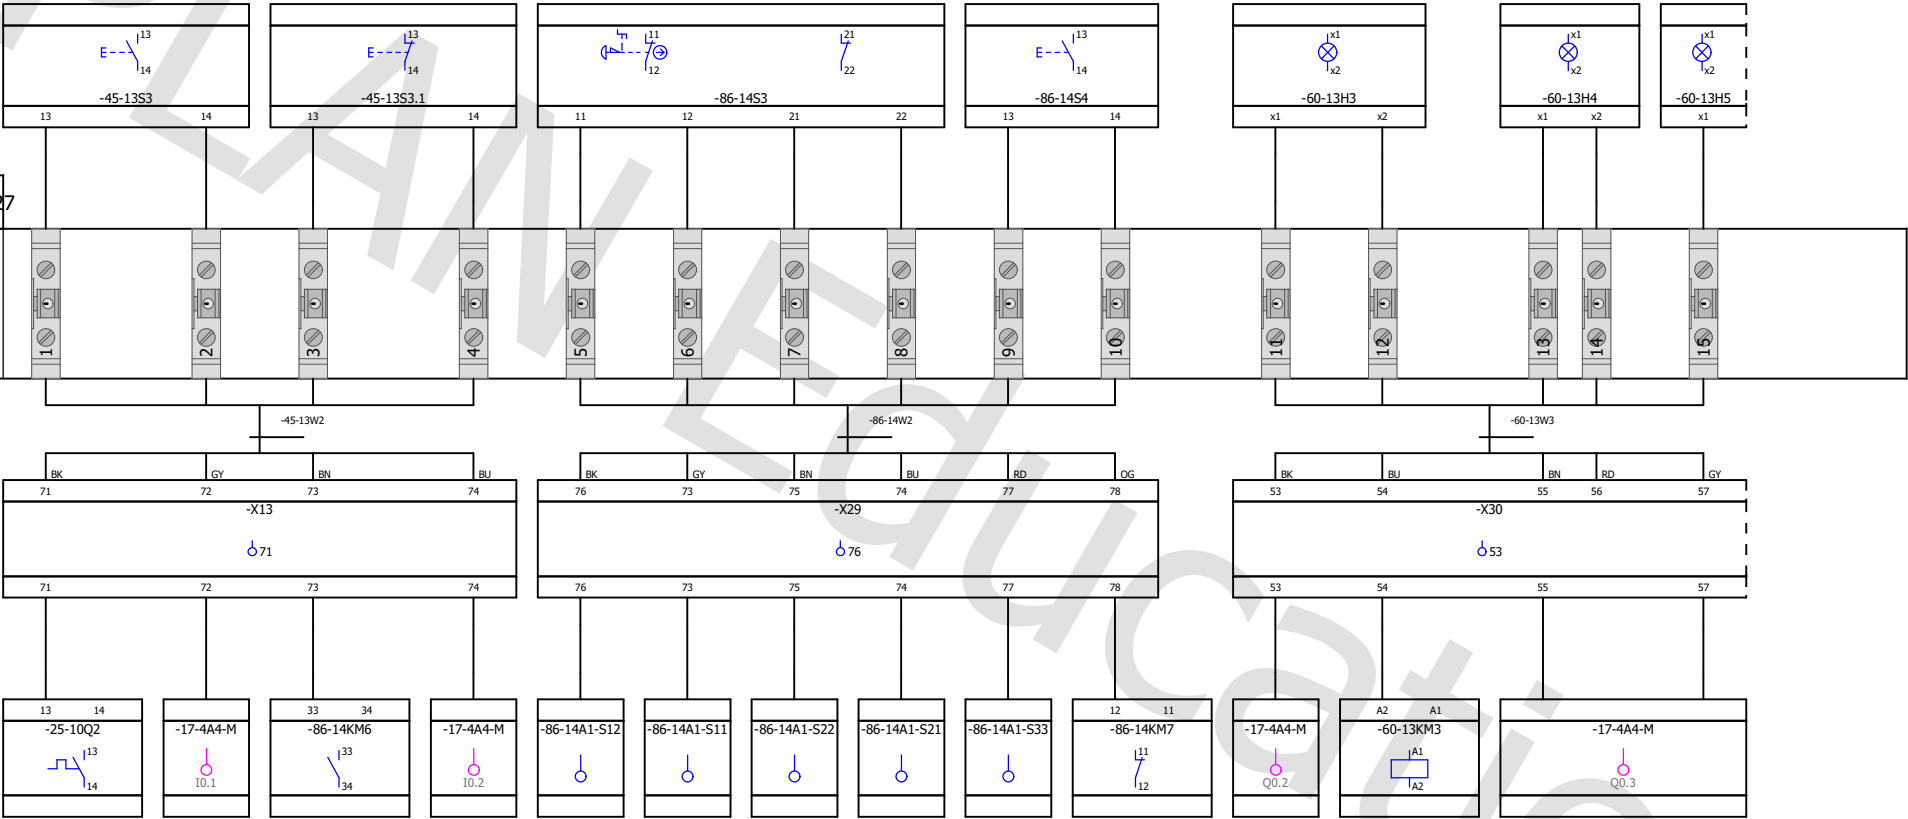 13
14
-45-13S3
13 14
13
14
-45-13S3.1
13 14
11
12
21
22
-86-14S3
11 12 21 22
13
14
-86-14S4
13 14
x1
x2
-60-13H3
x1 x2
x1
x2
-60-13H4
x1 x2
x1
x2
-60-13H5
x1
27
1 2 3 4 5 6 7 8 9 10 11 12 13 14 15
-45-13W2
-86-14W2
-60-13W3
BK GY BN BU
BK GY BN BU RD OG
BK BU BN RD GY
71 72 73 74
76 73 75 74 77 78
53 54 55 56 57
-X13
-X29
-X30
71
76
53
71 72 73 74
76 73 75 74 77 78
53 54 55 57
13 14
-25-10Q2
13
14
-17-4A4-M
I0.1
33 34
-86-14KM6
33
34
-17-4A4-M
I0.2
-86-14A1-S12
-86-14A1-S11
-86-14A1-S22
-86-14A1-S21
-86-14A1-S33
12 11
-86-14KM7
11
12
-17-4A4-M
Q0.2
A2 A1
-60-13KM3
A1
A2
-17-4A4-M
Q0.3
PLAN Educatio